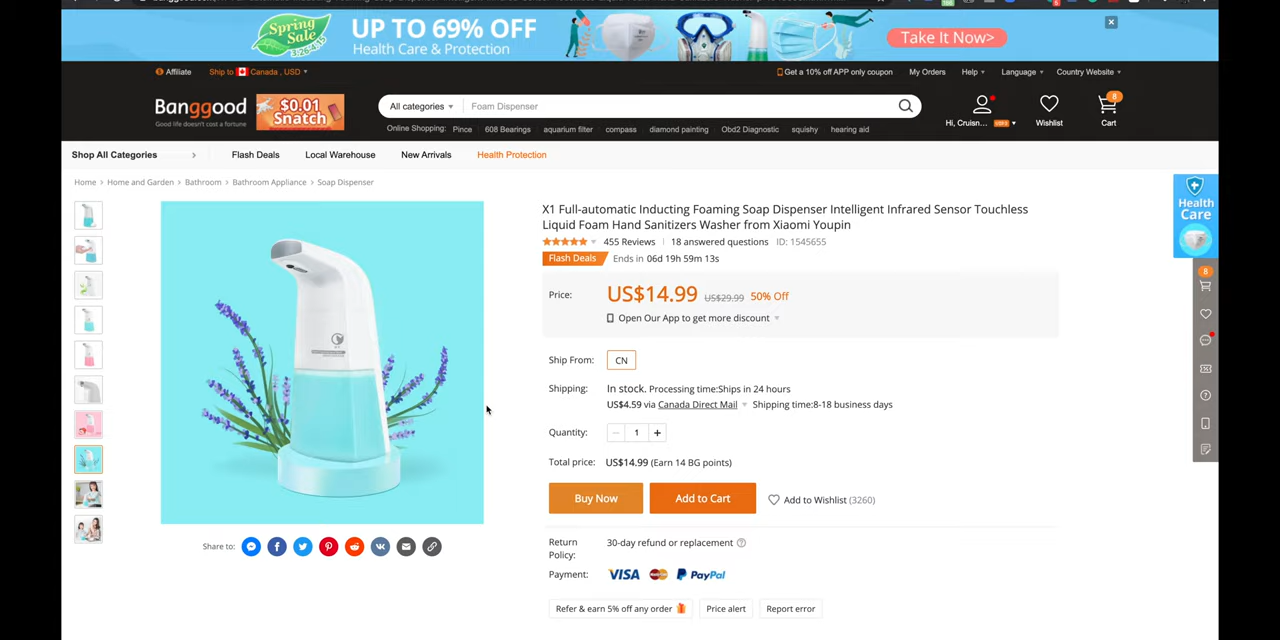 Spring
Sale
3.26-4.15
UP TO 69% OFF
Health Care & Protection
Take It Now>
Affiliate
Ship to Canada , USD
Get a 10% off APP only coupon
My Orders
Help
Language
Country Website
Banggood
Good life doesn't cost a fortune
$0.01
Snatch
All categories
Foam Dispenser
Hi, Cruisn...
Wishlist
8
Cart
Online Shopping: Pince 608 Bearings aquarium filter compass diamond painting Obd2 Diagnostic squishy hearing aid
Shop All Categories
Flash Deals
Local Warehouse
New Arrivals
Health Protection
Home > Home and Garden > Bathroom > Bathroom Appliance > Soap Dispenser
X1 Full-automatic Inducting Foaming Soap Dispenser Intelligent Infrared Sensor Touchless
Liquid Foam Hand Sanitizers Washer from Xiaomi Youpin
455 Reviews
18 answered questions
ID: 1545655
Flash Deals
Ends in 06d 19h 59m 13s
Price:
US$14.99 US$29.99 50% Off
Open Our App to get more discount
Ship From:
CN
Shipping:
In stock. Processing time:Ships in 24 hours
US$4.59 via Canada Direct Mail
Shipping time:8-18 business days
Quantity:
1
+
Total price:
US$14.99 (Earn 14 BG points)
Buy Now
Add to Cart
Add to Wishlist (3260)
Return
Policy:
30-day refund or replacement
Payment:
VISA
PayPal
Refer & earn 5% off any order
Price alert
Report error
Share to:
Health
Care
8